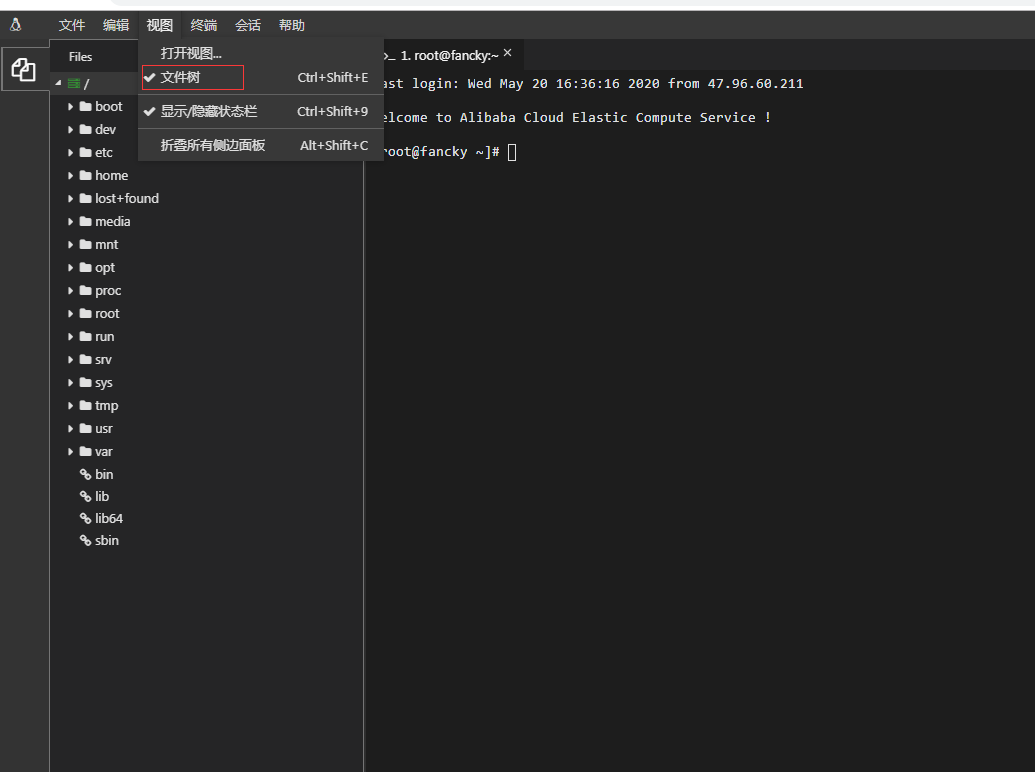 文件 编辑 视图 终端 会话 帮助
Files
打开视图...
文件树 Ctrl+Shift+E
显示/隐藏状态栏 Ctrl+Shift+9
折叠所有侧边面板 Alt+Shift+C
/
boot
dev
etc
home
lost+found
media
mnt
opt
proc
root
run
srv
sys
tmp
usr
var
bin
lib
lib64
sbin
>_ 1. root@fancky:~ ×
ast login: Wed May 20 16:36:16 2020 from 47.96.60.211
elcome to Alibaba Cloud Elastic Compute Service !
root@fancky ~]#